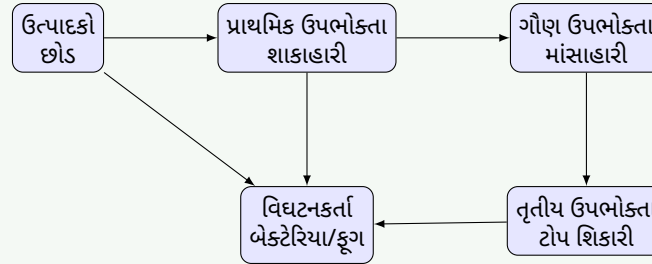 ઉત્પાદકો
છોડ
પ્રાથમિક ઉપભોક્તા
શાકાહારી
ગૌણ ઉપભોક્તા
માંસાહારી
વિઘટનકર્તા
બેક્ટેરિયા/ફૂગ
તૃતીય ઉપભોક્તા
ટોપ શિકારી